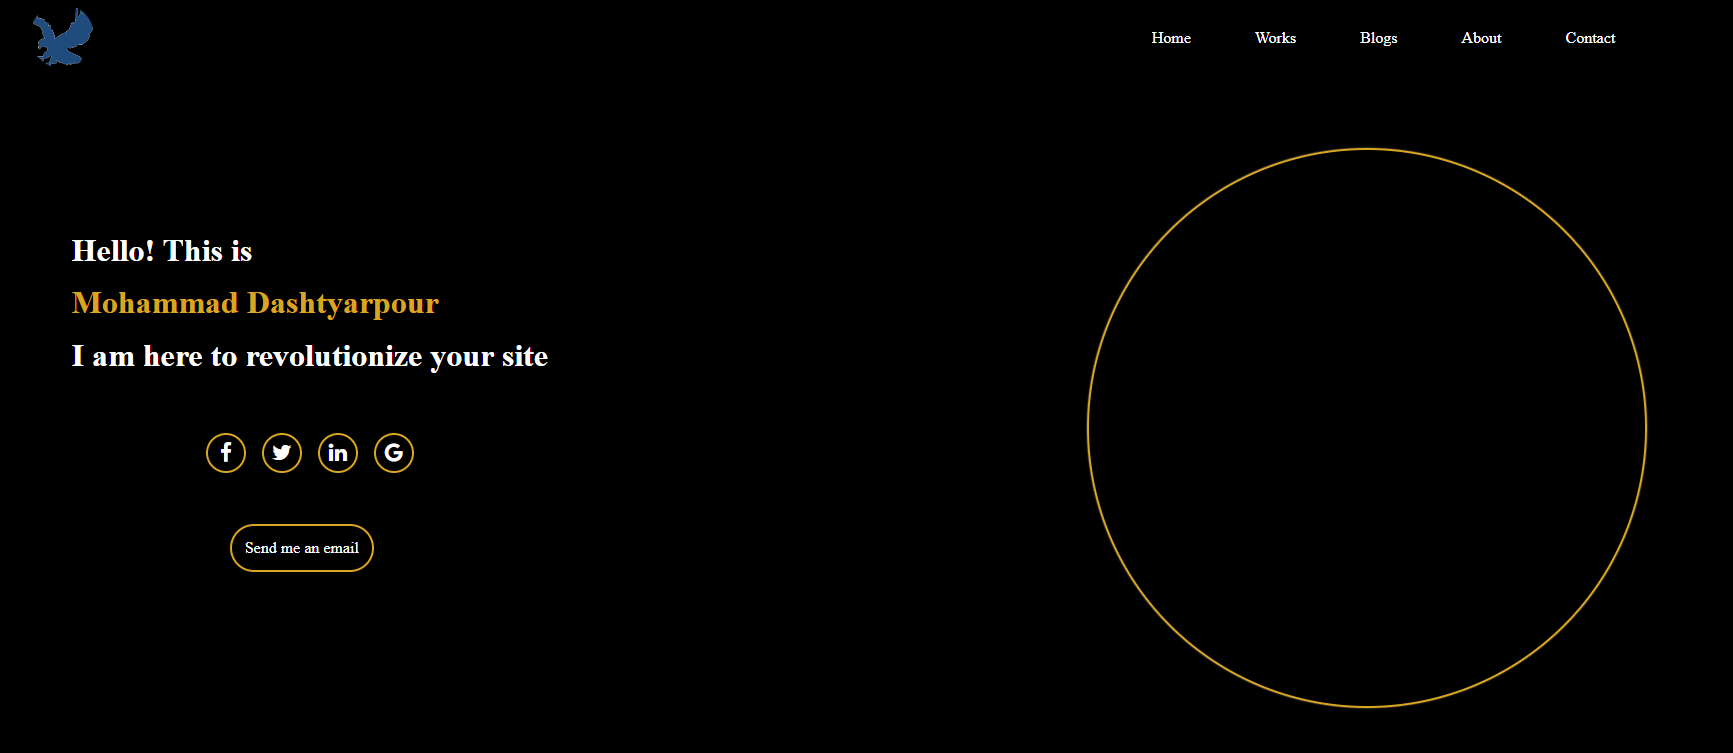 Home Works Blogs About Contact
Hello! This is
Mohammad Dashtyarpour
I am here to revolutionize your site
Send me an email